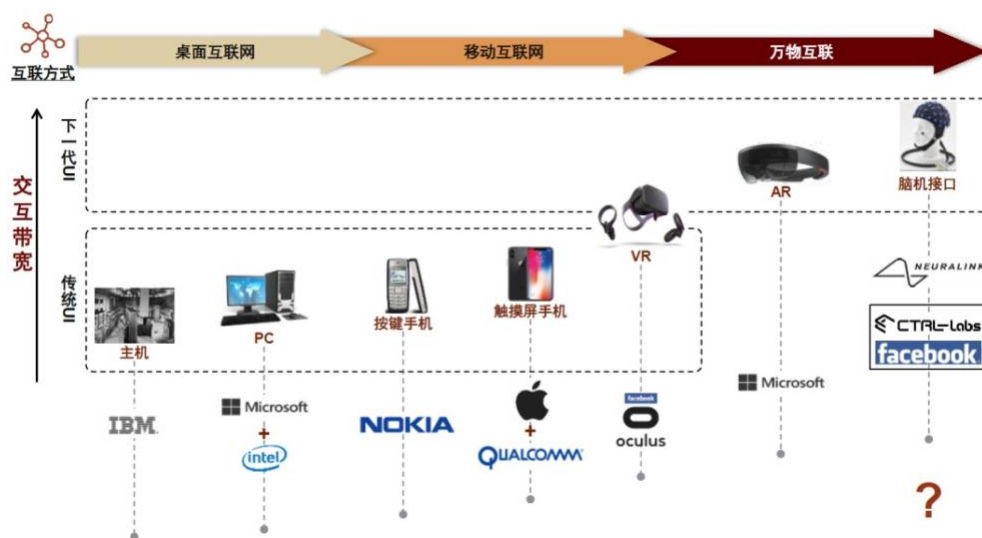 桌面互联网
移动互联网
万物互联
互联方式
交互带宽
下一代UI
传统UI
AR
脑机接口
VR
主机
PC
按键手机
触摸屏手机
NEURALINK
CTRL-Labs
facebook
IBM
Microsoft
+
intel
NOKIA
+
QUALCOMM
facebook
oculus
Microsoft
?